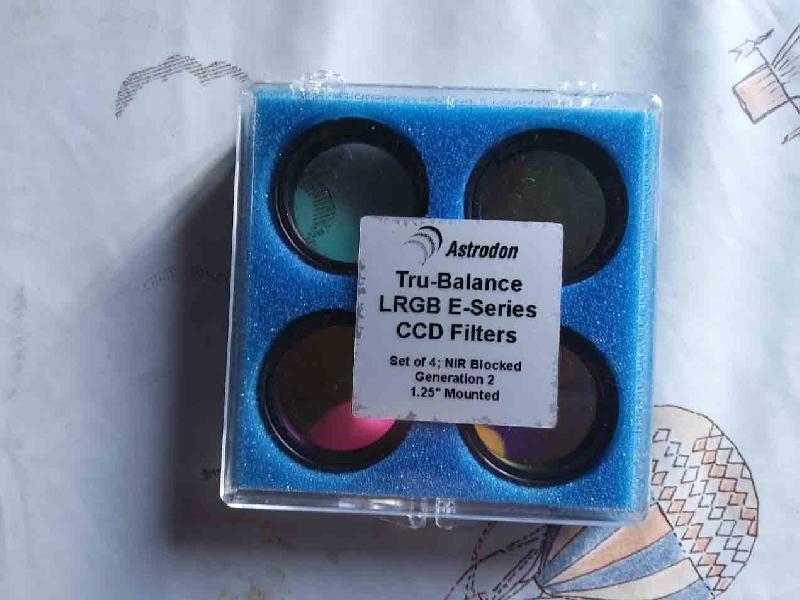 Astrodon
Tru-Balance
LRGB E-Series
CCD Filters
Set of 4; NIR Blocked
Generation 2
1.25" Mounted